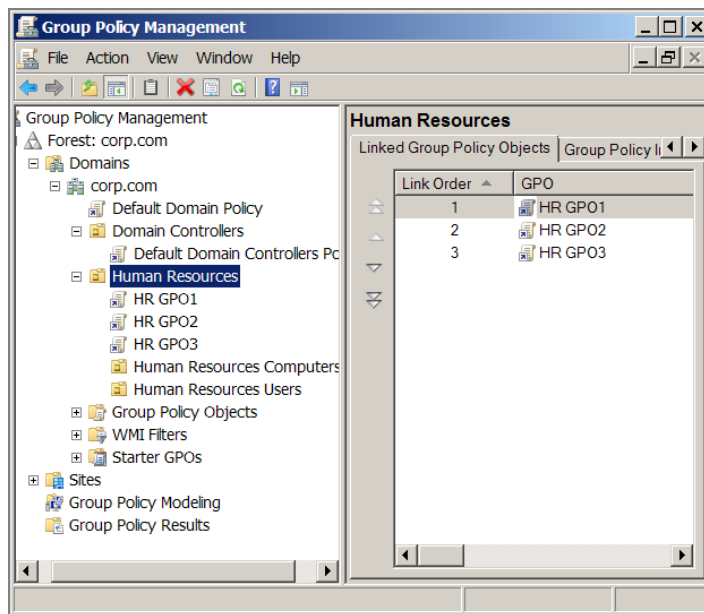 Group Policy Management
File Action View Window Help
Group Policy Management
Forest: corp.com
Domains
corp.com
Default Domain Policy
Domain Controllers
Default Domain Controllers Po
Human Resources
HR GPO1
HR GPO2
HR GPO3
Human Resources Computers
Human Resources Users
Group Policy Objects
WMI Filters
Starter GPOs
Sites
Group Policy Modeling
Group Policy Results
Human Resources
Linked Group Policy Objects Group Policy I
Link Order GPO
1 HR GPO1
2 HR GPO2
3 HR GPO3